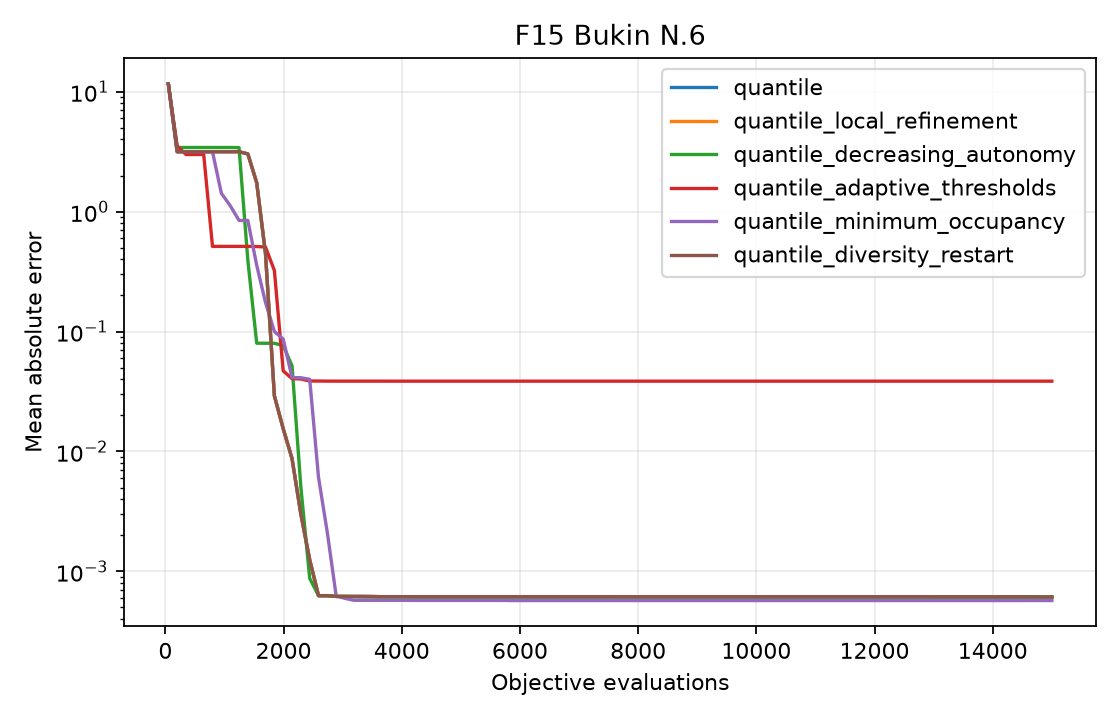 F15 Bukin N.6
Mean absolute error
10¹
10⁰
10⁻¹
10⁻²
10⁻³
quantile
quantile_local_refinement
quantile_decreasing_autonomy
quantile_adaptive_thresholds
quantile_minimum_occupancy
quantile_diversity_restart
0 2000 4000 6000 8000 10000 12000 14000
Objective evaluations